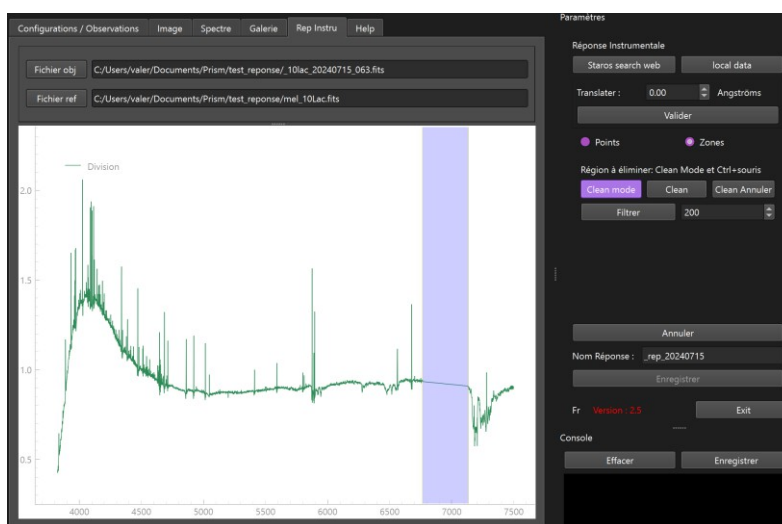 Configurations / Observations Image Spectre Galerie Rep Instru Help
Fichier obj C:/Users/valer/Documents/Prism/test_reponse/_10lac_20240715_063.fits
Fichier ref C:/Users/valer/Documents/Prism/test_reponse/mel_10Lac.fits
Division
2.0
1.5
1.0
0.5
4000 4500 5000 5500 6000 6500 7000 7500
Paramètres
Réponse Instrumentale
Staros search web local data
Translater : 0.00 Angströms
Valider
Points Zones
Région à éliminer: Clean Mode et Ctrl+souris
Clean mode Clean Clean Annuler
Filtrer 200
Annuler
Nom Réponse : _rep_20240715
Enregistrer
Fr Version : 2.5 Exit
Console
Effacer Enregistrer